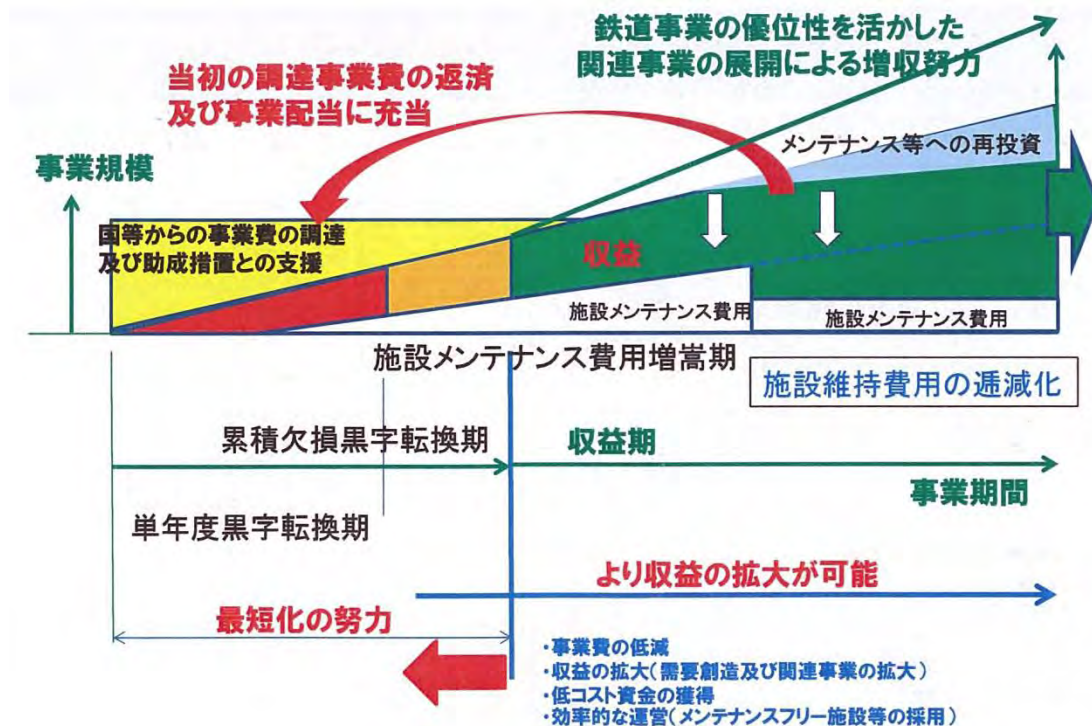 鉄道事業の優位性を活かした
関連事業の展開による増収努力
当初の調達事業費の返済
及び事業配当に充当
メンテナンス等への再投資
事業規模
国等からの事業費の調達
及び助成措置との支援
収益
施設メンテナンス費用
施設メンテナンス費用
施設メンテナンス費用増嵩期
施設維持費用の逓減化
累積欠損黒字転換期
収益期
事業期間
単年度黒字転換期
より収益の拡大が可能
最短化の努力
・事業費の低減
・収益の拡大(需要創造及び関連事業の拡大)
・低コスト資金の獲得
・効率的な運営(メンテナンスフリー施設等の採用)